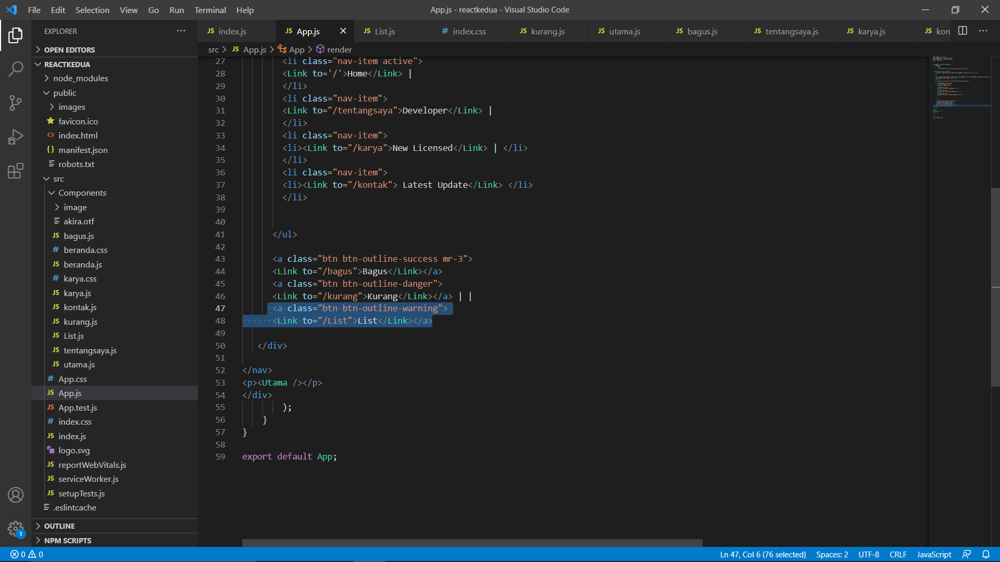 File Edit Selection View Go Run Terminal Help
App.js - reactkedua - Visual Studio Code
EXPLORER
OPEN EDITORS
REACTKEDUA
node_modules
public
images
favicon.ico
index.html
manifest.json
robots.txt
src
Components
image
akira.otf
bagus.js
beranda.css
beranda.js
karya.css
karya.js
kontak.js
kurang.js
List.js
tentangsaya.js
utama.js
App.css
App.js
App.test.js
index.css
index.js
logo.svg
reportWebVitals.js
serviceWorker.js
setupTests.js
.eslintcache
OUTLINE
NPM SCRIPTS
JS index.js JS App.js JS List.js # index.css JS kurang.js JS utama.js JS bagus.js JS tentangsaya.js JS karya.js JS kon
src > JS App.js > App > render
27 <li class="nav-item active">
28 <Link to='/'>Home</Link> |
29 </li>
30 <li class="nav-item">
31 <Link to="/tentangsaya">Developer</Link> |
32 </li>
33 <li class="nav-item">
34 <li><Link to="/karya">New Licensed</Link> | </li>
35 </li>
36 <li class="nav-item">
37 <li><Link to="/kontak"> Latest Update</Link> </li>
38 </li>
39
40
41 </ul>
42
43 <a class="btn btn-outline-success mr-3">
44 <Link to="/bagus">Bagus</Link></a>
45 <a class="btn btn-outline-danger">
46 <Link to="/kurang">Kurang</Link></a> | |
47 <a class="btn btn-outline-warning">
48 <Link to="/List">List</Link></a>
49
50 </div>
51
52 </nav>
53 <p><Utama /></p>
54 </div>
55 );
56 }
57 }
58
59 export default App;
1
0 0
Ln 47, Col 6 (76 selected) Spaces: 2 UTF-8 CRLF JavaScript